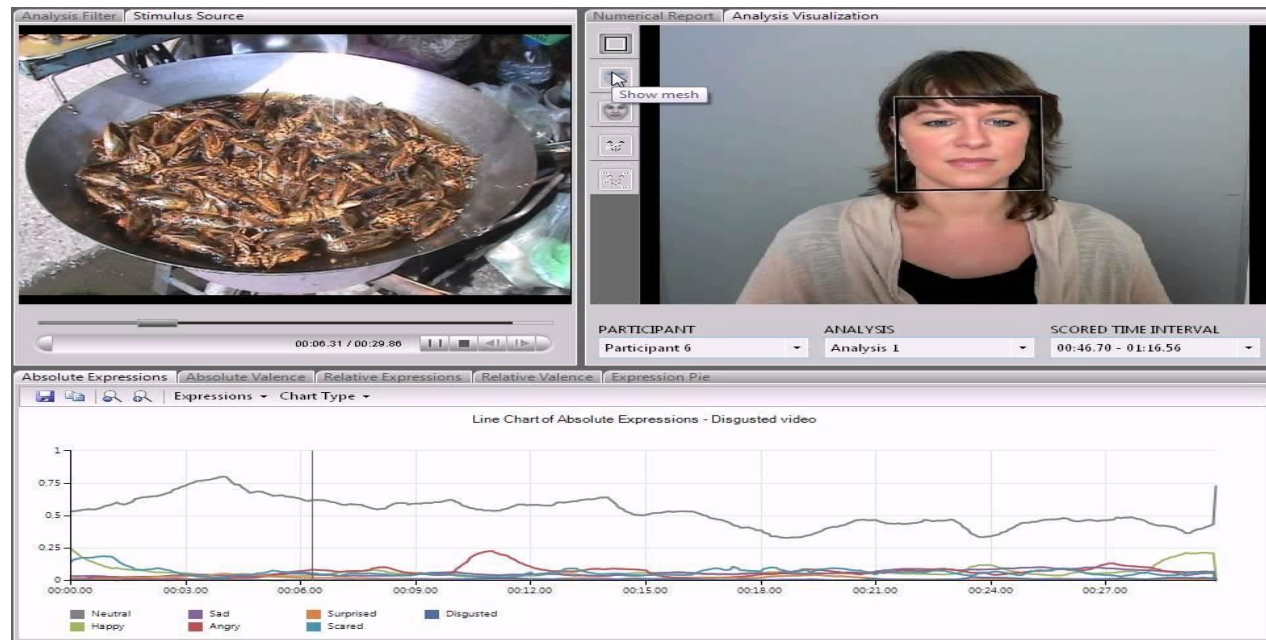 Analysis Filter Stimulus Source
Numerical Report Analysis Visualization
Show mesh
00:06.31 / 00:29.86
PARTICIPANT ANALYSIS SCORED TIME INTERVAL
Participant 6 Analysis 1 00:46.70 - 01:16.56
Absolute Expressions Absolute Valence Relative Expressions Relative Valence Expression Pie
Expressions Chart Type
Line Chart of Absolute Expressions - Disgusted video
1
0.75
0.5
0.25
0
00:00.00 00:03.00 00:06.00 00:09.00 00:12.00 00:15.00 00:18.00 00:21.00 00:24.00 00:27.00
Neutral Sad Surprised Disgusted
Happy Angry Scared